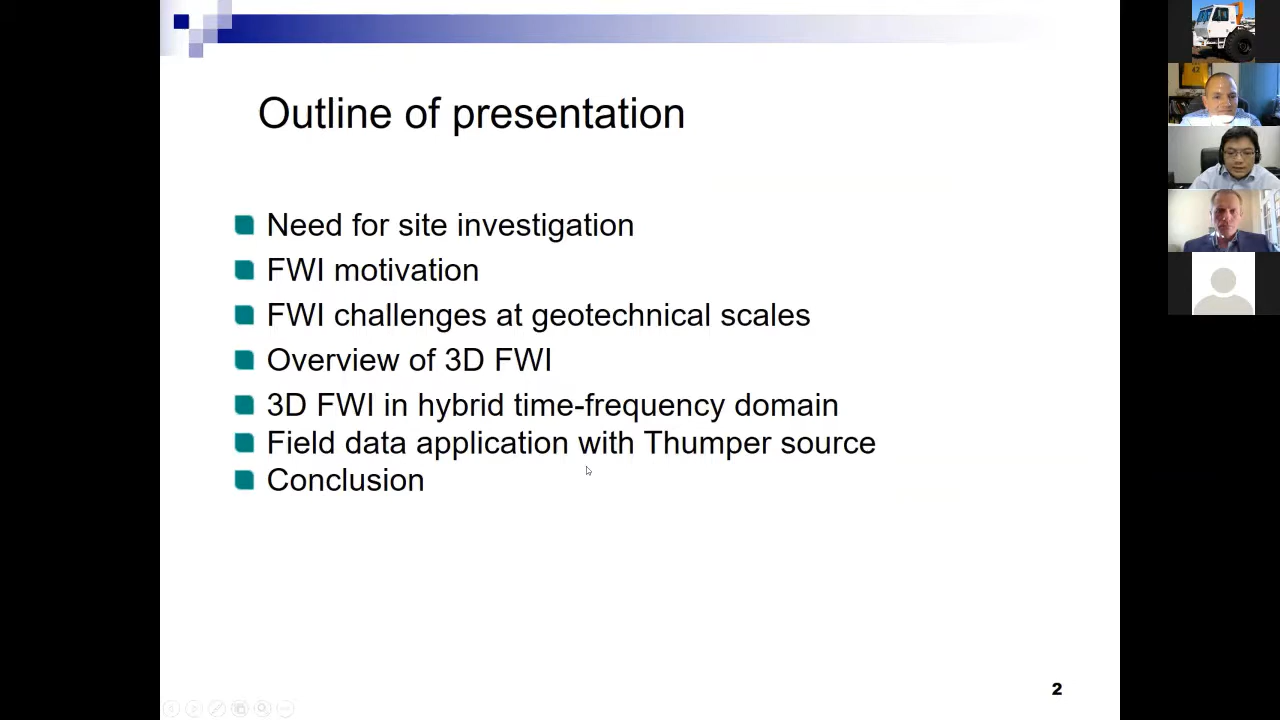 Outline of presentation
Need for site investigation
FWI motivation
FWI challenges at geotechnical scales
Overview of 3D FWI
3D FWI in hybrid time-frequency domain
Field data application with Thumper source
Conclusion
2